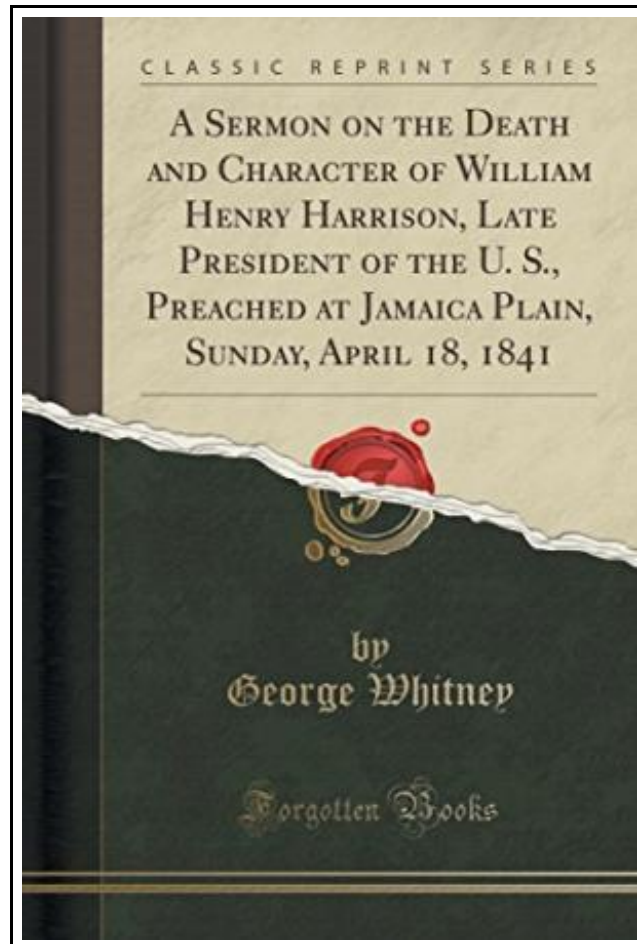 CLASSIC REPRINT SERIES
A SERMON ON THE DEATH
AND CHARACTER OF WILLIAM
HENRY HARRISON, LATE
PRESIDENT OF THE U. S.,
PREACHED AT JAMAICA PLAIN,
SUNDAY, APRIL 18, 1841
by
George Whitney
Forgotten Books